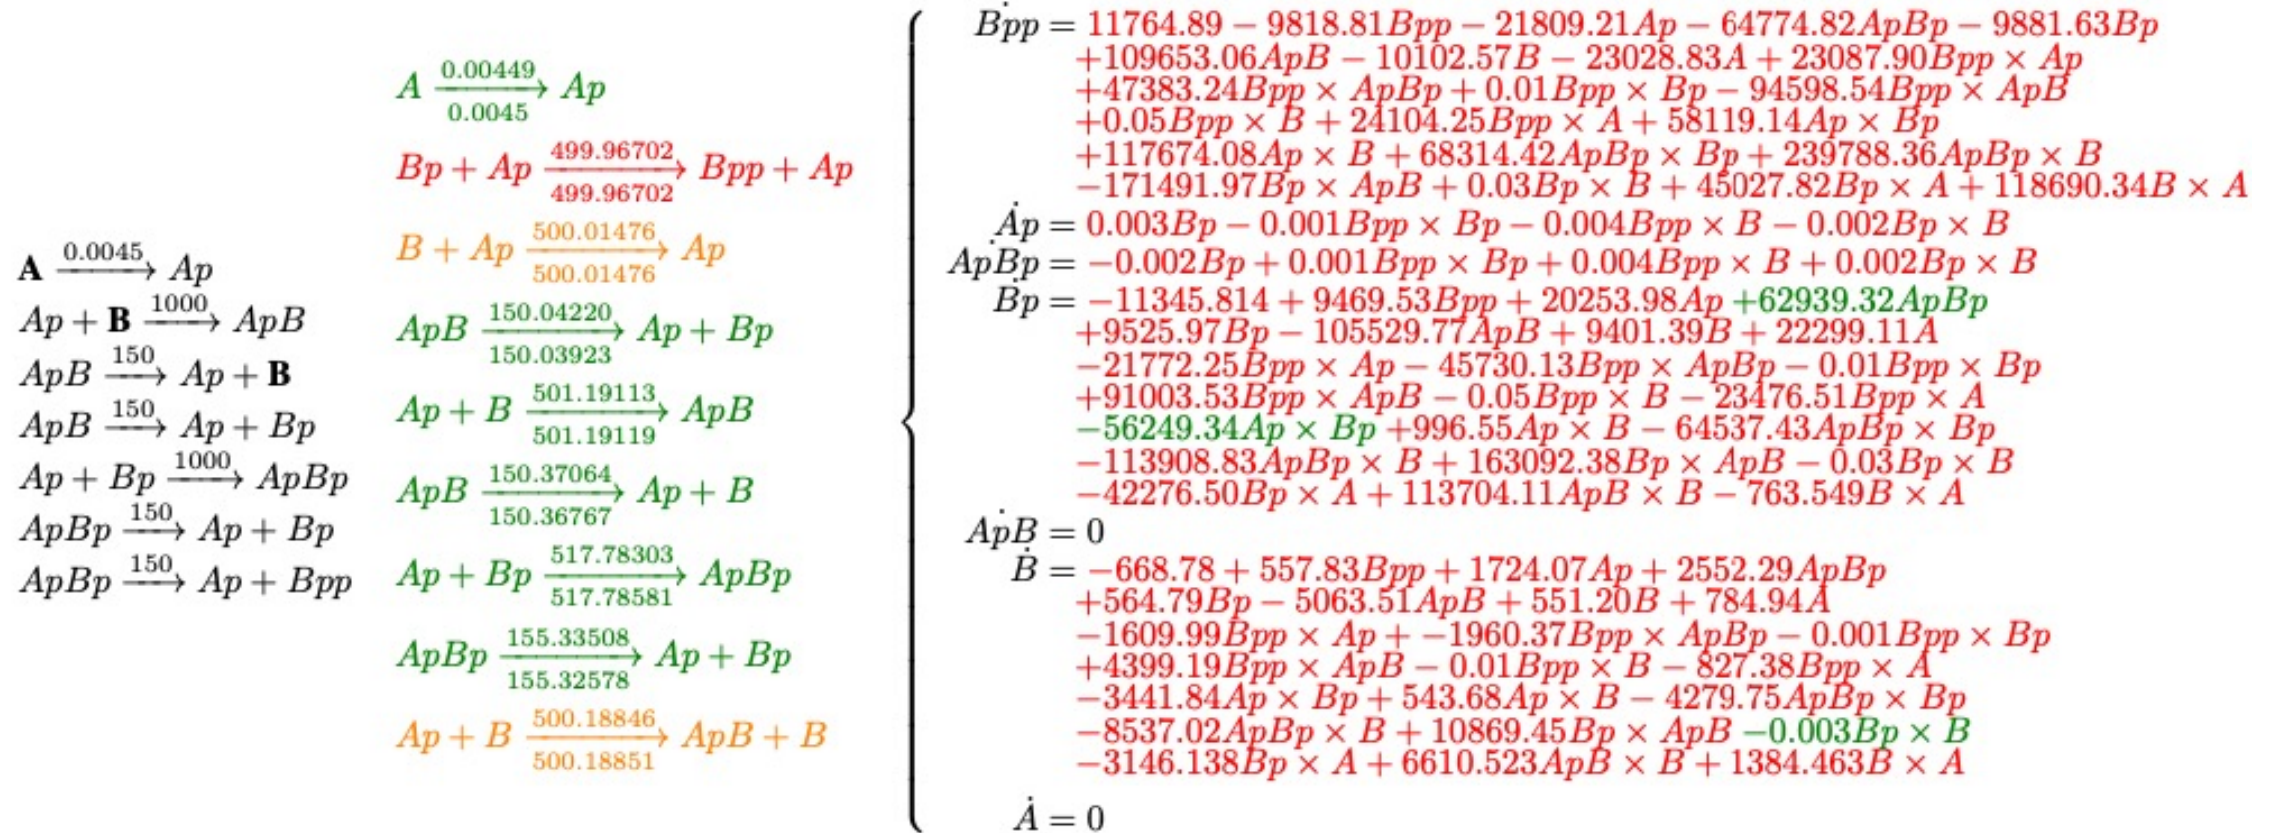 A 0.0045 → Ap
Ap + B 1000 → ApB
ApB 150 → Ap + B
ApB 150 → Ap + Bp
Ap + Bp 1000 → ApBp
ApBp 150 → Ap + Bp
ApBp 150 → Ap + Bpp
A 0.00449 → 0.0045 Ap
Bp + Ap 499.96702 → 499.96702 Bpp + Ap
B + Ap 500.01476 → 500.01476 Ap
ApB 150.04220 → 150.03923 Ap + Bp
Ap + B 501.19113 → 501.19119 ApB
ApB 150.37064 → 150.36767 Ap + B
Ap + Bp 517.78303 → 517.78581 ApBp
ApBp 155.33508 → 155.32578 Ap + Bp
Ap + B 500.18846 → 500.18851 ApB + B
Bṗp = 11764.89 − 9818.81Bpp − 21809.21Ap − 64774.82ApBp − 9881.63Bp
+109653.06ApB − 10102.57B − 23028.83A + 23087.90Bpp × Ap
+47383.24Bpp × ApBp + 0.01Bpp × Bp − 94598.54Bpp × ApB
+0.05Bpp × B + 24104.25Bpp × A + 58119.14Ap × Bp
+117674.08Ap × B + 68314.42ApBp × Bp + 239788.36ApBp × B
−171491.97Bp × ApB + 0.03Bp × B + 45027.82Bp × A + 118690.34B × A
Ȧp = 0.003Bp − 0.001Bpp × Bp − 0.004Bpp × B − 0.002Bp × B
ApḂp = −0.002Bp + 0.001Bpp × Bp + 0.004Bpp × B + 0.002Bp × B
Ḃp = −11345.814 + 9469.53Bpp + 20253.98Ap +62939.32ApBp
+9525.97Bp − 105529.77ApB + 9401.39B + 22299.11A
−21772.25Bpp × Ap − 45730.13Bpp × ApBp − 0.01Bpp × Bp
+91003.53Bpp × ApB − 0.05Bpp × B − 23476.51Bpp × A
−56249.34Ap × Bp +996.55Ap × B − 64537.43ApBp × Bp
−113908.83ApBp × B + 163092.38Bp × ApB − 0.03Bp × B
−42276.50Bp × A + 113704.11ApB × B − 763.549B × A
AṗB = 0
Ḃ = −668.78 + 557.83Bpp + 1724.07Ap + 2552.29ApBp
+564.79Bp − 5063.51ApB + 551.20B + 784.94A
−1609.99Bpp × Ap + −1960.37Bpp × ApBp − 0.001Bpp × Bp
+4399.19Bpp × ApB − 0.01Bpp × B − 827.38Bpp × A
−3441.84Ap × Bp + 543.68Ap × B − 4279.75ApBp × Bp
−8537.02ApBp × B + 10869.45Bp × ApB −0.003Bp × B
−3146.138Bp × A + 6610.523ApB × B + 1384.463B × A
Ȧ = 0